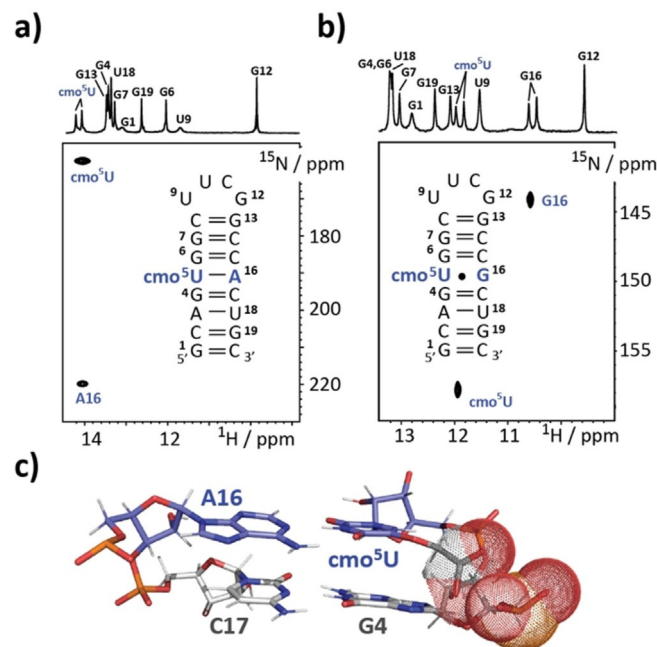 a)
cmo⁵U
G13
G4
U18
G7
G1
G19
G6
U9
G12
¹⁵N / ppm
cmo⁵U
⁹U U C G¹²
C = G¹³
⁷G = C
⁶G = C
cmo⁵U — A¹⁶
⁴G = C
A — U¹⁸
C = G¹⁹
¹G = C
5' 3'
A16
180
200
220
14 12 10
¹H / ppm
b)
G4,G6
U18
G7
G1
G19
G13
cmo⁵U
U9
G16
G12
¹⁵N / ppm
⁹U U C G¹²
G16
C = G¹³
⁷G = C
⁶G = C
cmo⁵U • G¹⁶
⁴G = C
A — U¹⁸
C = G¹⁹
¹G = C
5' 3'
cmo⁵U
145
150
155
13 12 11
¹H / ppm
c)
A16
cmo⁵U
C17
G4